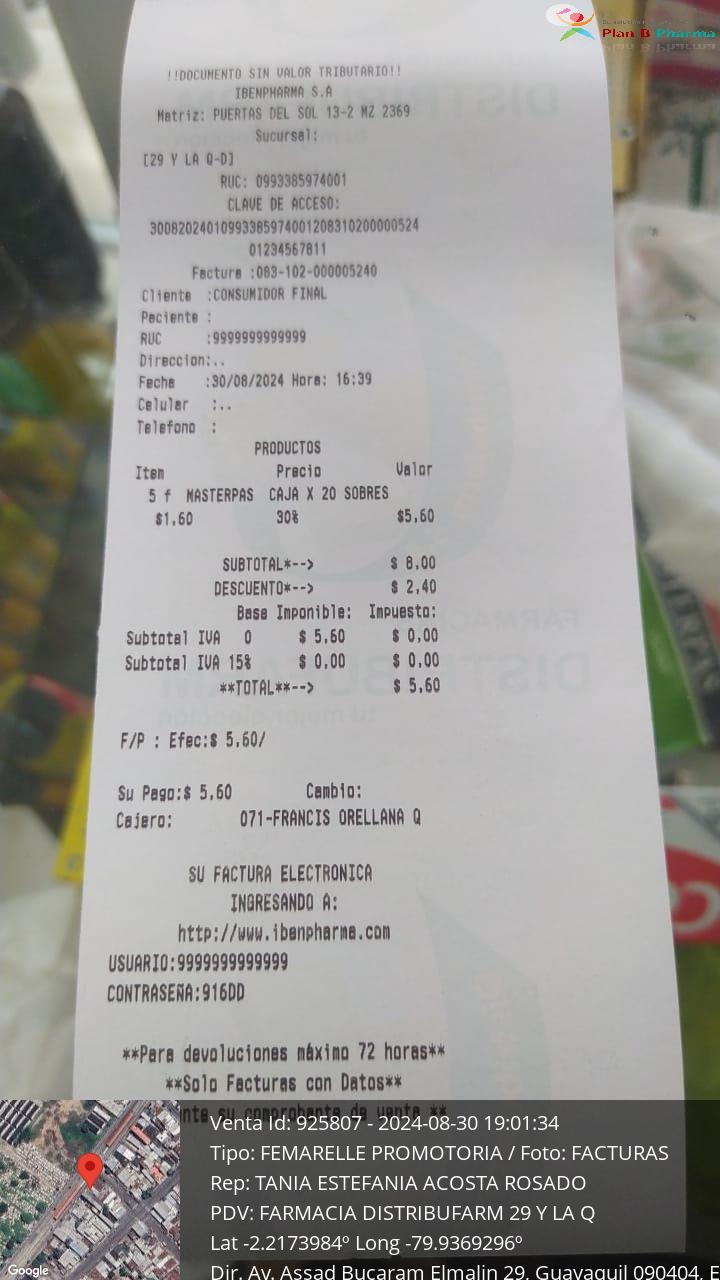 Plan B Pharma
!!DOCUMENTO SIN VALOR TRIBUTARIO!!
IBENPHARMA S.A
Matriz: PUERTAS DEL SOL 13-2 MZ 2369
Sucursal:
[29 Y LA Q-D]
RUC: 0993385974001
CLAVE DE ACCESO:
3008202401099338597400120831020000524
01234567811
Factura :083-102-000005240
Cliente :CONSUMIDOR FINAL
Paciente :
RUC :9999999999999
Direccion:..
Fecha :30/08/2024 Hora: 16:39
Celular :..
Telefono :
PRODUCTOS
Item Precio Valor
5 f MASTERPAS CAJA X 20 SOBRES
$1.60 30% $5,60
SUBTOTAL*--> $ 8,00
DESCUENTO*--> $ 2,40
Base Imponible: Impuesto:
Subtotal IVA 0 $ 5,60 $ 0,00
Subtotal IVA 15% $ 0,00 $ 0,00
**TOTAL**--> $ 5,60
F/P : Efec:$ 5,60/
Su Pago:$ 5,60 Cambio:
Cajero: 071-FRANCIS ORELLANA Q
SU FACTURA ELECTRONICA
INGRESANDO A:
http://www.ibenpharma.com
USUARIO:9999999999999
CONTRASEÑA:916DD
**Para devoluciones máximo 72 horas**
**Solo Facturas con Datos**
su comprobante de venta **
Venta Id: 925807 - 2024-08-30 19:01:34
Tipo: FEMARELLE PROMOTORIA / Foto: FACTURAS
Rep: TANIA ESTEFANIA ACOSTA ROSADO
PDV: FARMACIA DISTRIBUFARM 29 Y LA Q
Lat -2.2173984º Long -79.9369296º
Dir. Av. Assad Bucaram Elmalin 29, Guayaquil 090404, E
Google